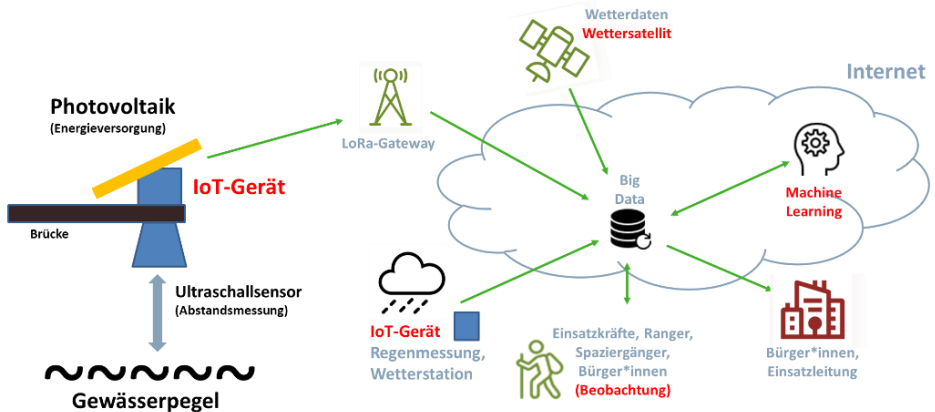 Wetterdaten
Wettersatellit
Internet
Photovoltaik
(Energieversorgung)
LoRa-Gateway
IoT-Gerät
Big
Data
Machine
Learning
Brücke
Ultraschallsensor
(Abstandsmessung)
IoT-Gerät
Regenmessung,
Wetterstation
Einsatzkräfte, Ranger,
Spaziergänger,
Bürger*innen
(Beobachtung)
Bürger*innen,
Einsatzleitung
Gewässerpegel